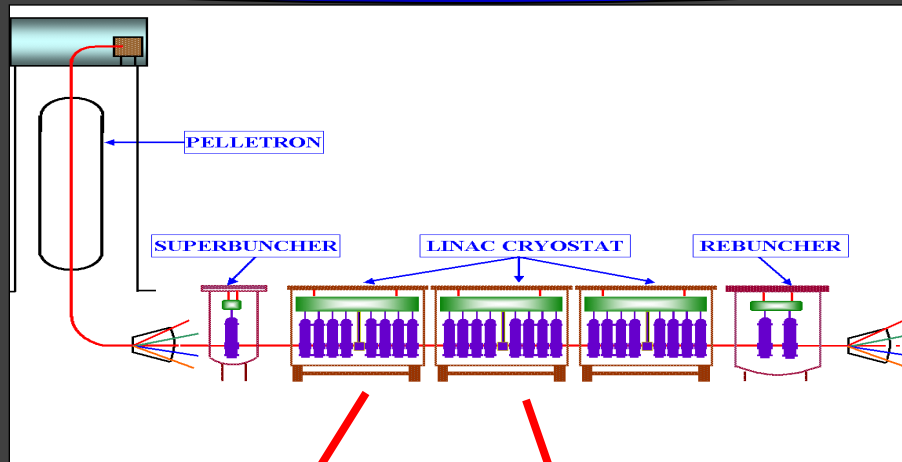 PELLETRON
SUPERBUNCHER
LINAC CRYOSTAT
REBUNCHER